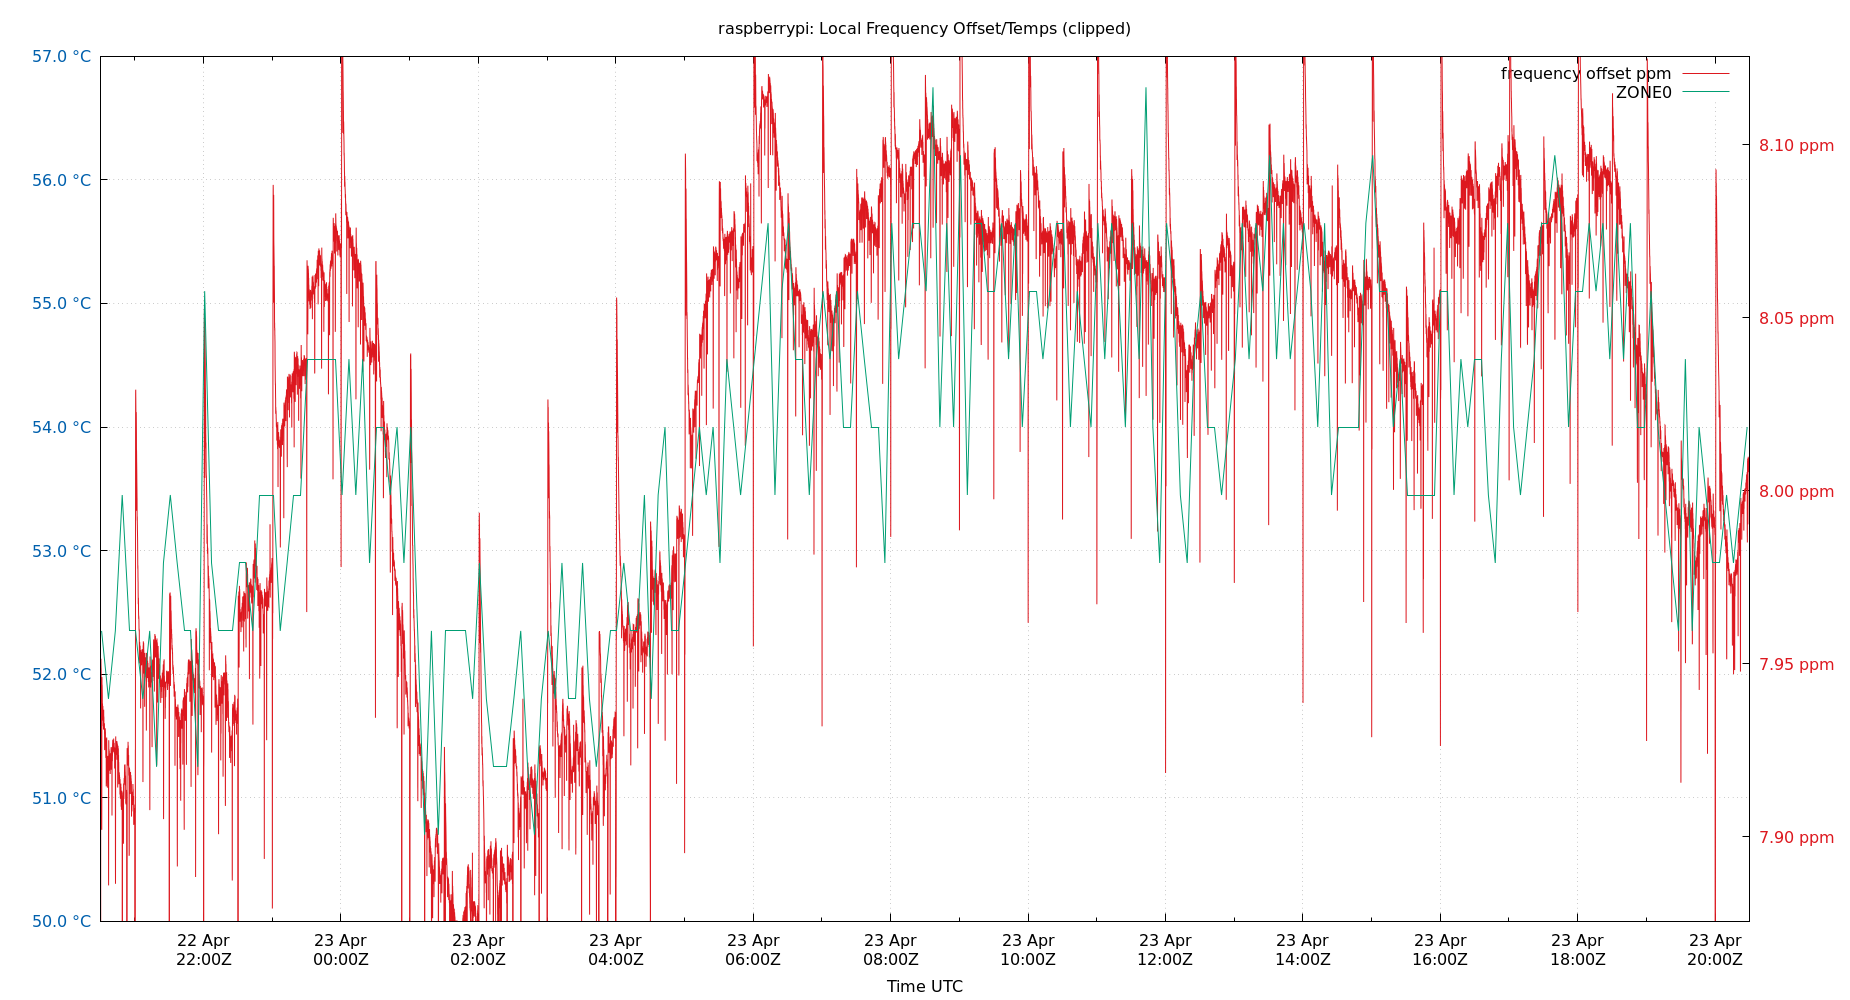 raspberrypi: Local Frequency Offset/Temps (clipped)
57.0 °C
56.0 °C
55.0 °C
54.0 °C
53.0 °C
52.0 °C
51.0 °C
50.0 °C
frequency offset ppm
ZONE0
8.10 ppm
8.05 ppm
8.00 ppm
7.95 ppm
7.90 ppm
22 Apr 23 Apr 23 Apr 23 Apr 23 Apr 23 Apr 23 Apr 23 Apr 23 Apr 23 Apr 23 Apr 23 Apr
22:00Z 00:00Z 02:00Z 04:00Z 06:00Z 08:00Z 10:00Z 12:00Z 14:00Z 16:00Z 18:00Z 20:00Z
Time UTC